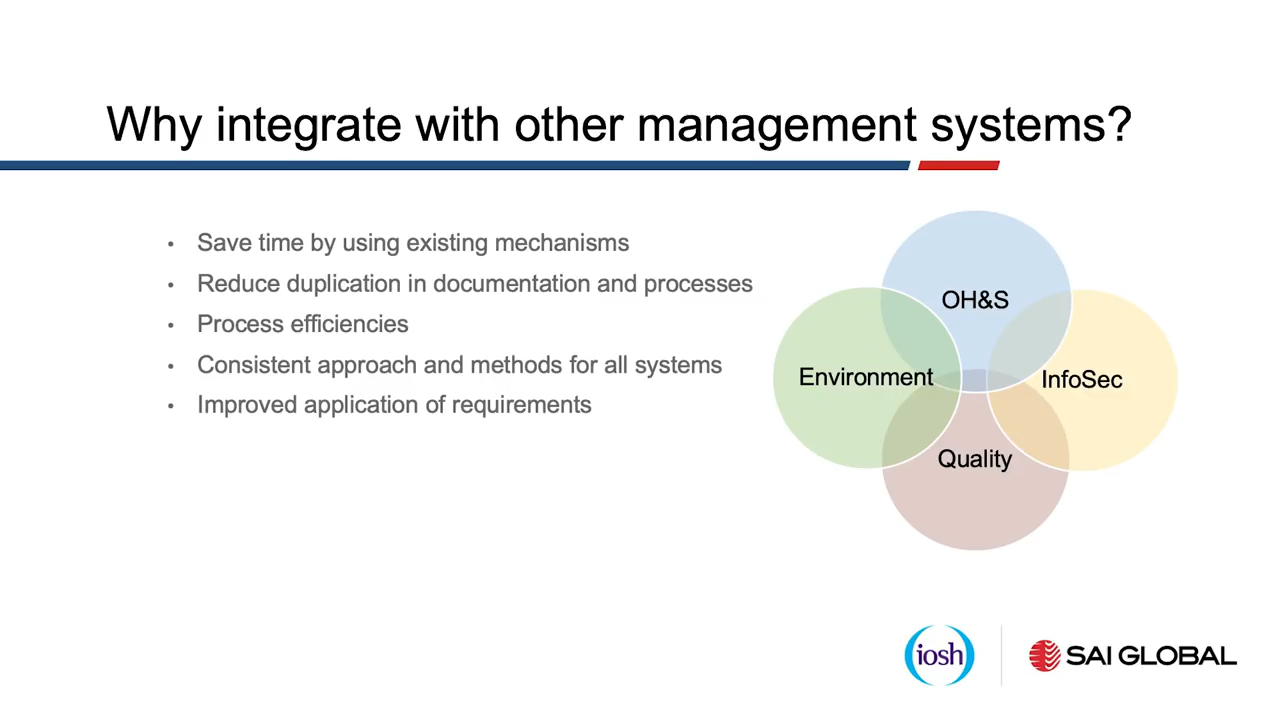 Why integrate with other management systems?
• Save time by using existing mechanisms
• Reduce duplication in documentation and processes
• Process efficiencies
• Consistent approach and methods for all systems
• Improved application of requirements
OH&S
Environment
InfoSec
Quality
iosh
SAI GLOBAL